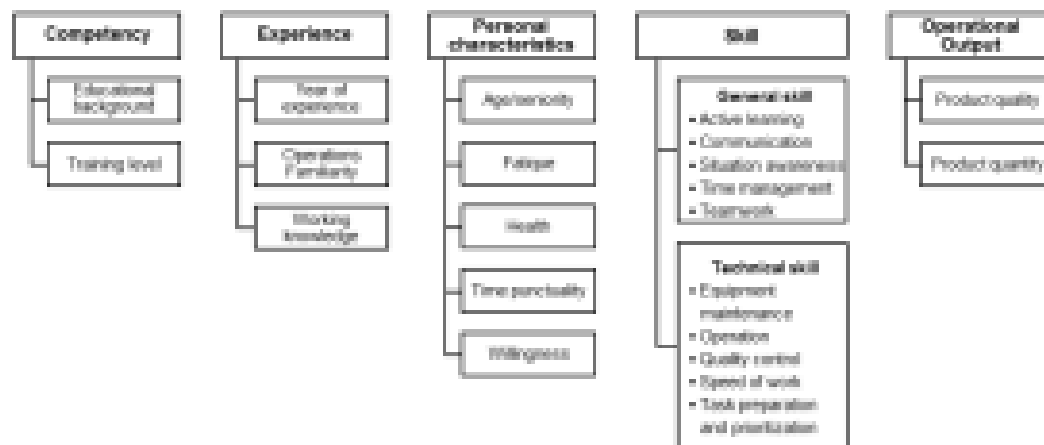 Competency
Educational
background
Training level
Experience
Year of
experience
Operations
Familiarity
Working
knowledge
Personal
characteristics
Age/seniority
Fatigue
Health
Time punctuality
Willingness
Skill
General skill
• Active learning
• Communication
• Situation awareness
• Time management
• Teamwork
Technical skill
• Equipment
maintenance
• Operation
• Quality control
• Speed of work
• Task preparation
and prioritization
Operational
Output
Product quality
Product quantity